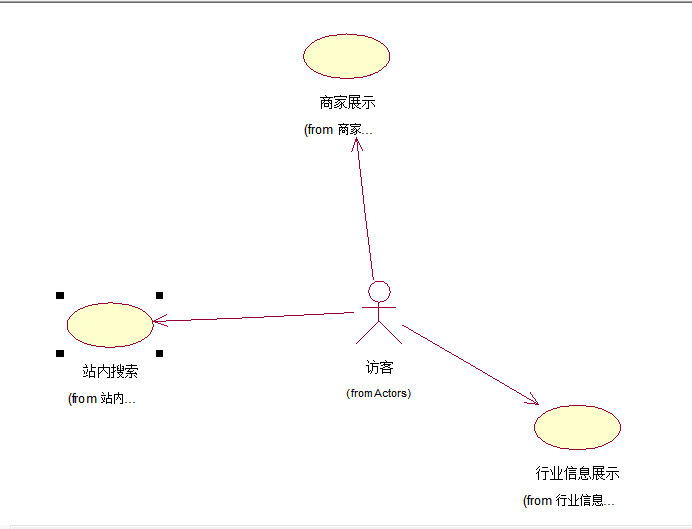 商家展示
(from 商家...
站内搜索
(from 站内...
访客
(from Actors)
行业信息展示
(from 行业信息...